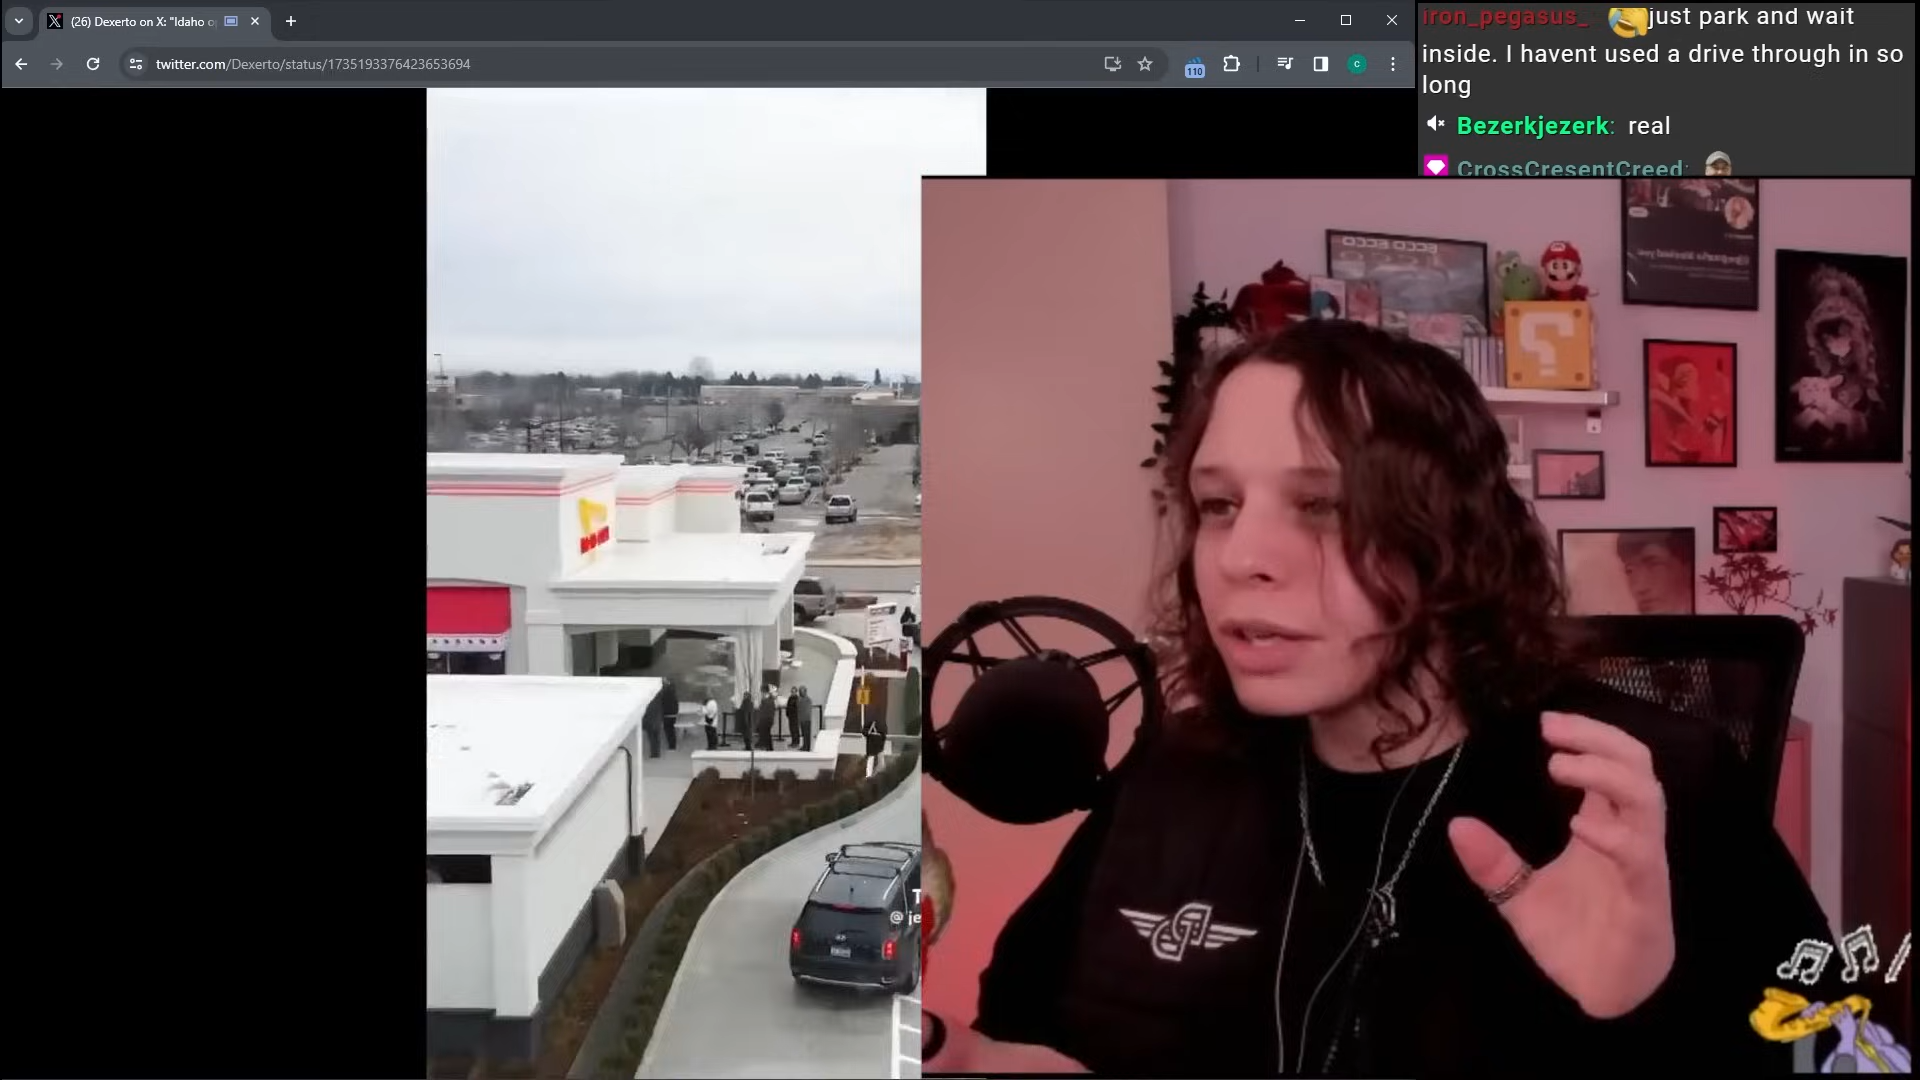 (26) Dexerto on X: "Idaho o
twitter.com/Dexerto/status/1735193376423653694
110
C
iron_pegasus_ just park and wait
inside. I havent used a drive through in so
long
Bezerkjezerk: real
CrossCresentCreed:
T
@ je